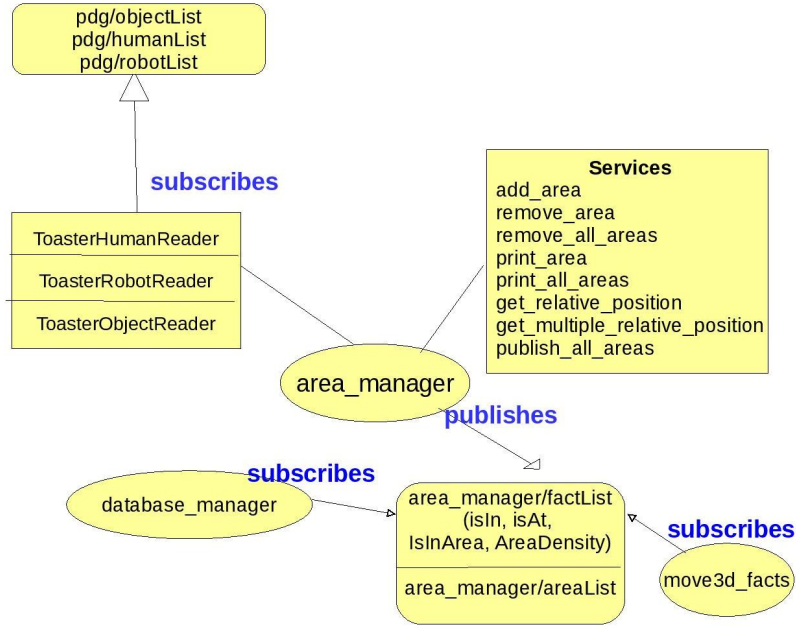 pdg/objectList
pdg/humanList
pdg/robotList
subscribes
ToasterHumanReader
ToasterRobotReader
ToasterObjectReader
Services
add_area
remove_area
remove_all_areas
print_area
print_all_areas
get_relative_position
get_multiple_relative_position
publish_all_areas
area_manager
publishes
subscribes
database_manager
area_manager/factList
(isIn, isAt,
IsInArea, AreaDensity)
area_manager/areaList
subscribes
move3d_facts